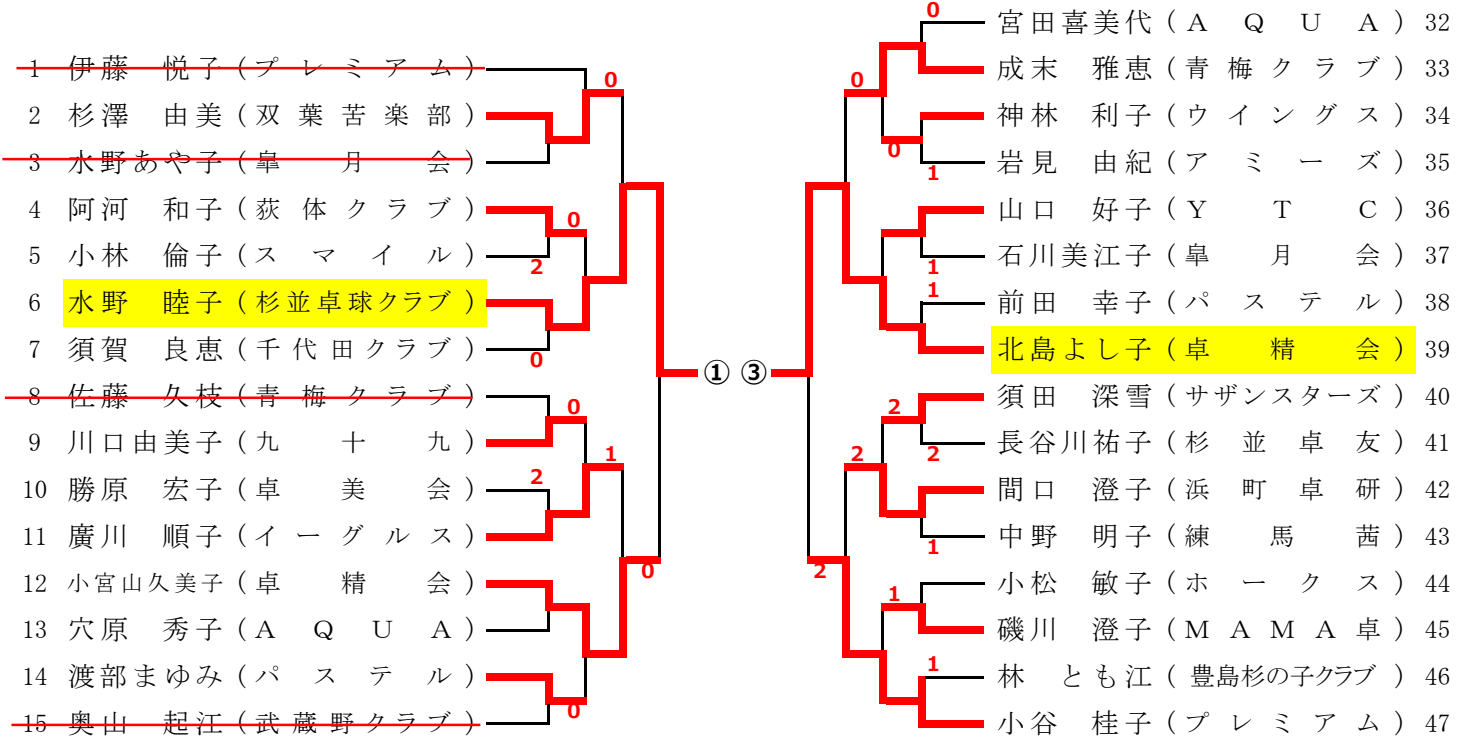 1 伊藤 悦子(プレミアム)
2 杉澤 由美(双葉苦楽部)
3 水野あや子(皐月会)
4 阿河 和子(荻体クラブ)
5 小林 倫子(スマイル)
6 水野 睦子(杉並卓球クラブ)
7 須賀 良恵(千代田クラブ)
8 佐藤 久枝(青梅クラブ)
9 川口由美子(九十九)
10 勝原 宏子(卓美会)
11 廣川 順子(イーグルス)
12 小宮山久美子(卓精会)
13 穴原 秀子(AQUA)
14 渡部まゆみ(パステル)
15 奥山 起江(武蔵野クラブ)
0
0
2
0
0
1
2
0
0
① ③
0
0
0
1
1
1
2
2
2
1
2
1
1
宮田喜美代(AQUA) 32
成末 雅恵(青梅クラブ) 33
神林 利子(ウイングス) 34
岩見 由紀(アミーズ) 35
山口 好子(YTC) 36
石川美江子(皐月会) 37
前田 幸子(パステル) 38
北島よし子(卓精会) 39
須田 深雪(サザンスターズ) 40
長谷川祐子(杉並卓友) 41
間口 澄子(浜町卓研) 42
中野 明子(練馬茜) 43
小松 敏子(ホークス) 44
磯川 澄子(MAMA卓) 45
林 とも江(豊島杉の子クラブ) 46
小谷 桂子(プレミアム) 47